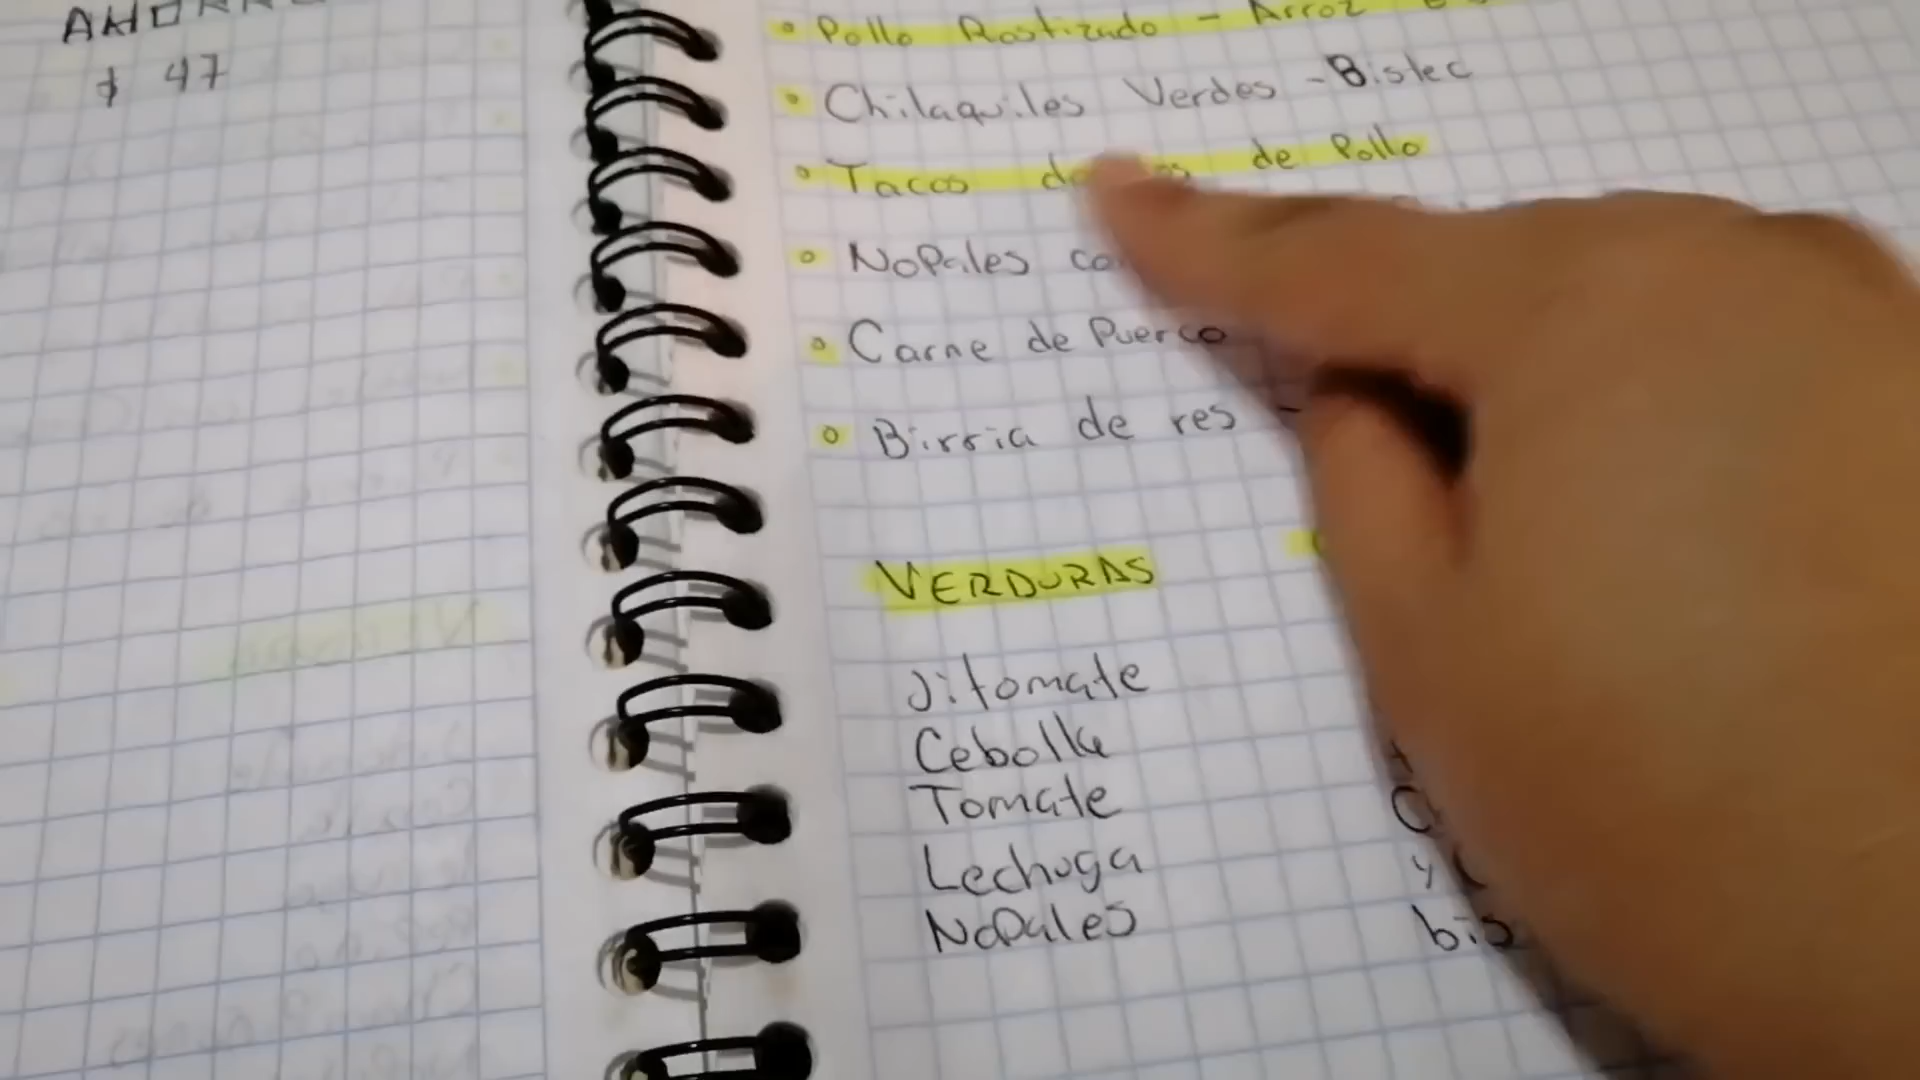 $ 47
• Pollo Rostizado - Arroz
• Chilaquiles Verdes - Bistec
• Tacos de Pollo
• Nopales
• Carne de Puerco
• Birria de res -
VERDURAS
Jitomate
Cebolla
Tomate
Lechuga
Nopales